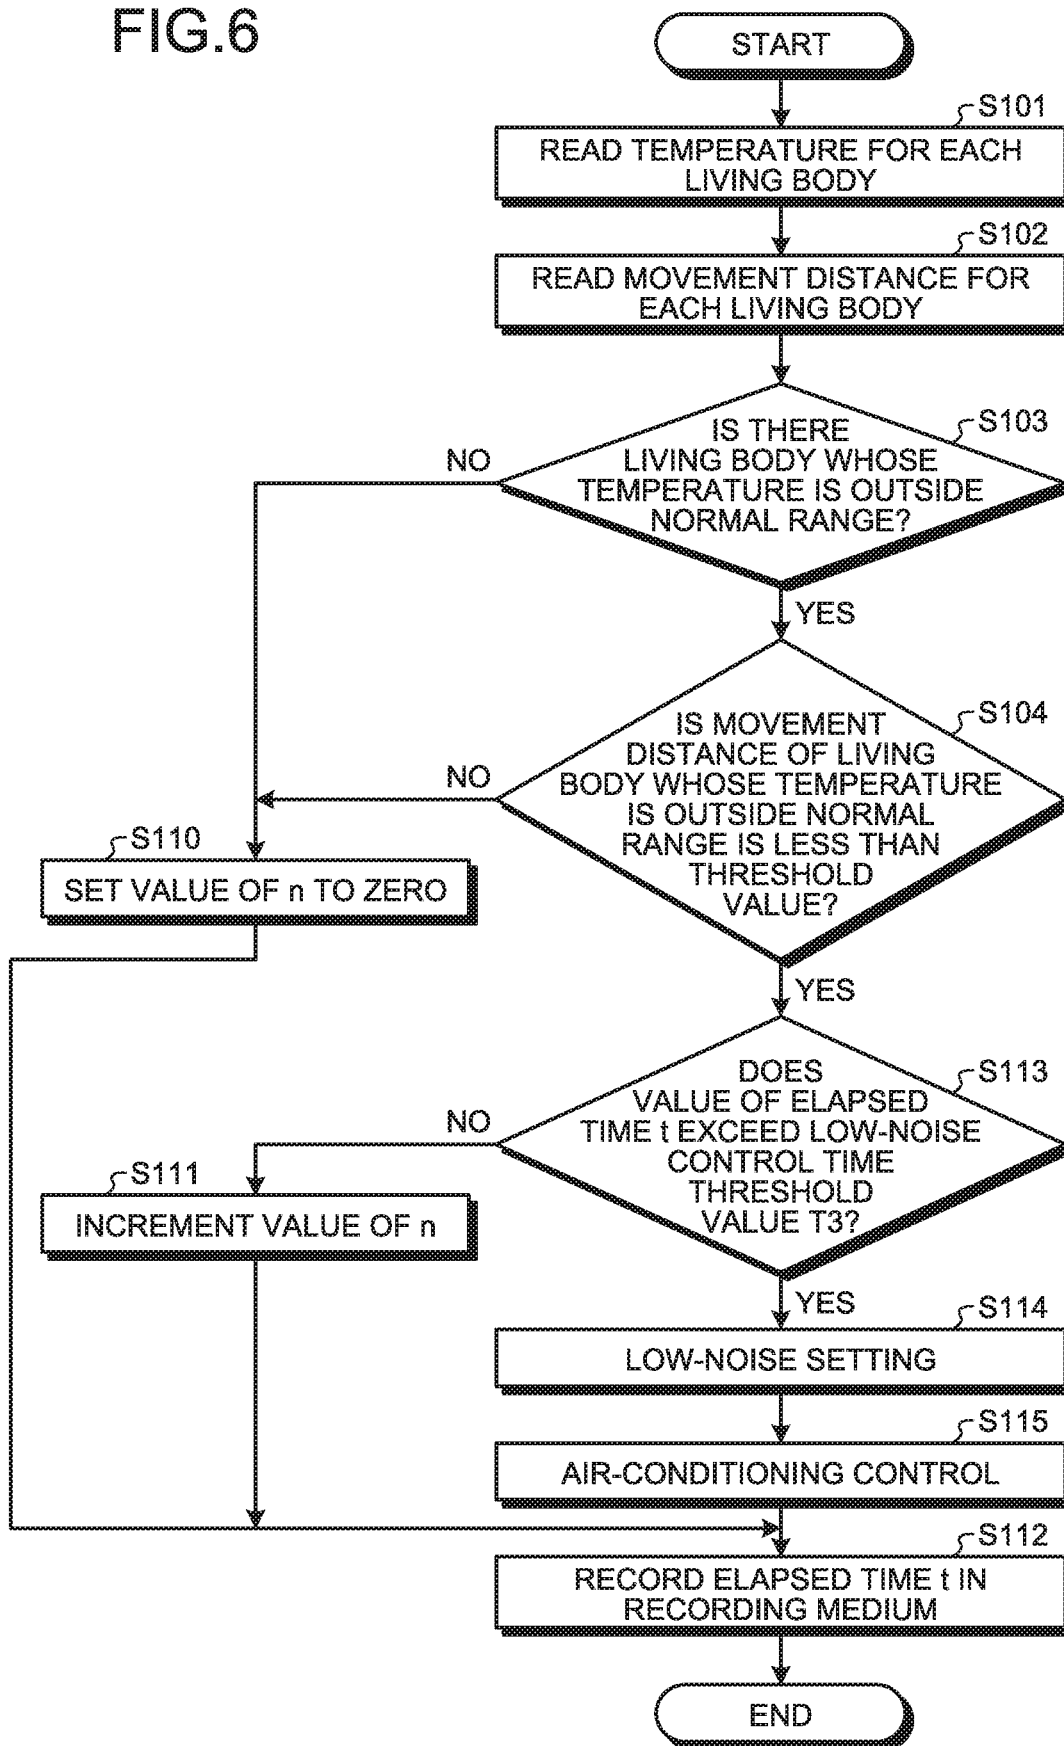 FIG.6
START
S101
READ TEMPERATURE FOR EACH
LIVING BODY
S102
READ MOVEMENT DISTANCE FOR
EACH LIVING BODY
S103
IS THERE
LIVING BODY WHOSE
TEMPERATURE IS OUTSIDE
NORMAL RANGE?
NO
YES
S104
IS MOVEMENT
DISTANCE OF LIVING
BODY WHOSE TEMPERATURE
IS OUTSIDE NORMAL
RANGE IS LESS THAN
THRESHOLD
VALUE?
NO
S110
SET VALUE OF n TO ZERO
YES
S113
DOES
VALUE OF ELAPSED
TIME t EXCEED LOW-NOISE
CONTROL TIME
THRESHOLD
VALUE T3?
NO
S111
INCREMENT VALUE OF n
YES
S114
LOW-NOISE SETTING
S115
AIR-CONDITIONING CONTROL
S112
RECORD ELAPSED TIME t IN
RECORDING MEDIUM
END